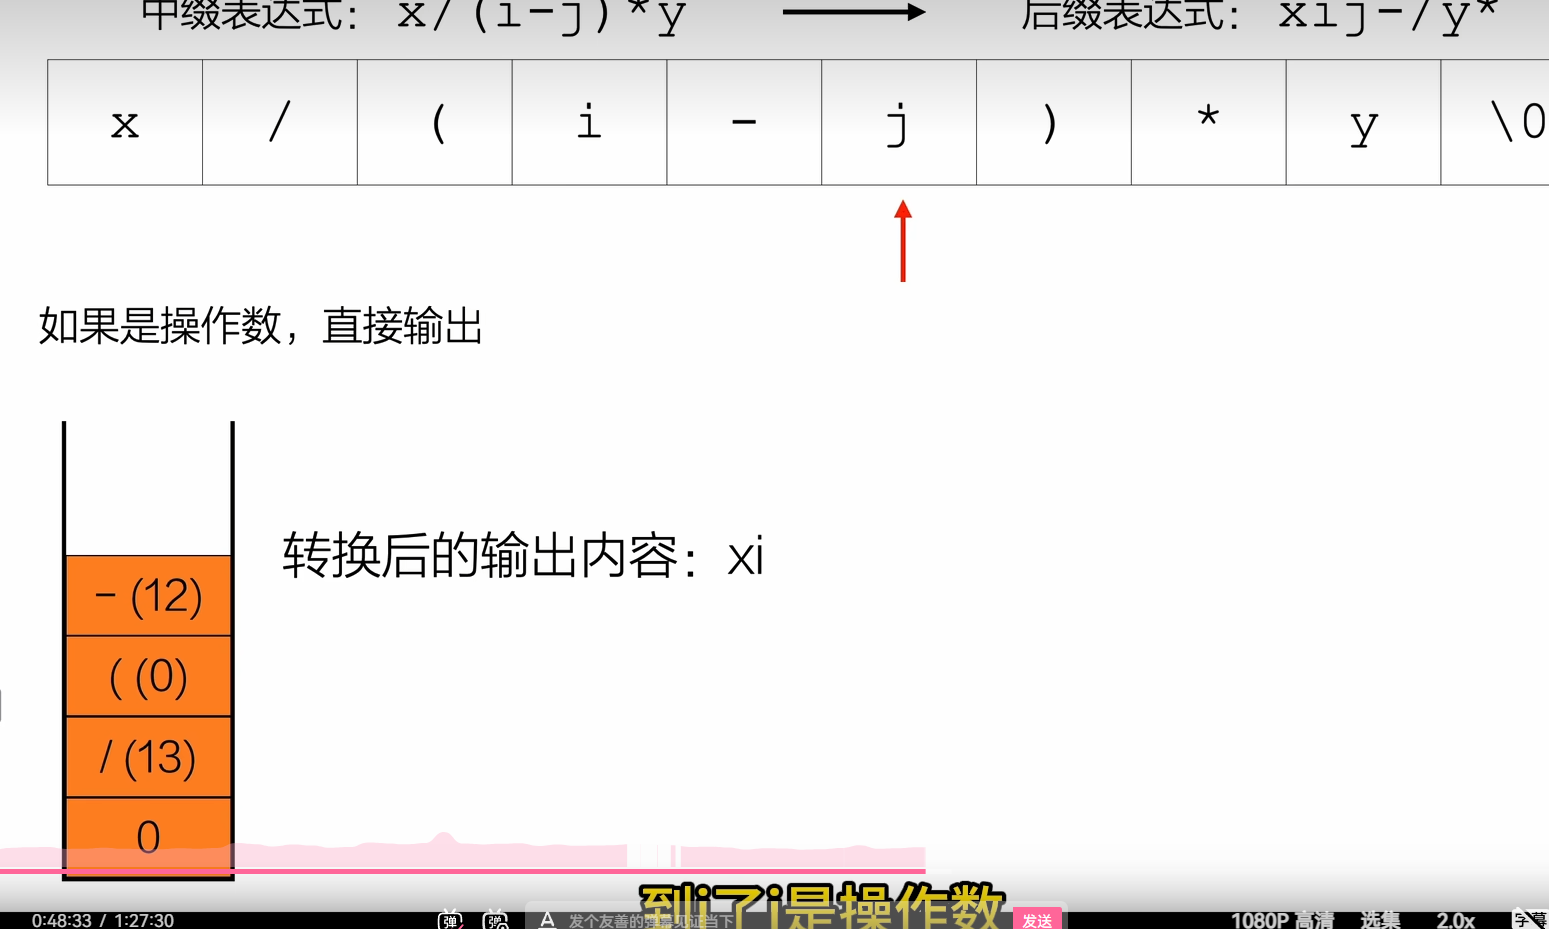 中缀表达式： x/(i-j)*y 后缀表达式： xij-/y*
x / ( i - j ) * y \0
如果是操作数，直接输出
转换后的输出内容：xi
- (12)
( (0)
/ (13)
0
到j了j是操作数
0:48:33 / 1:27:30 弹 弹 A 发个友善的弹幕见证当下 发送 1080P 高清 选集 2.0x 字幕